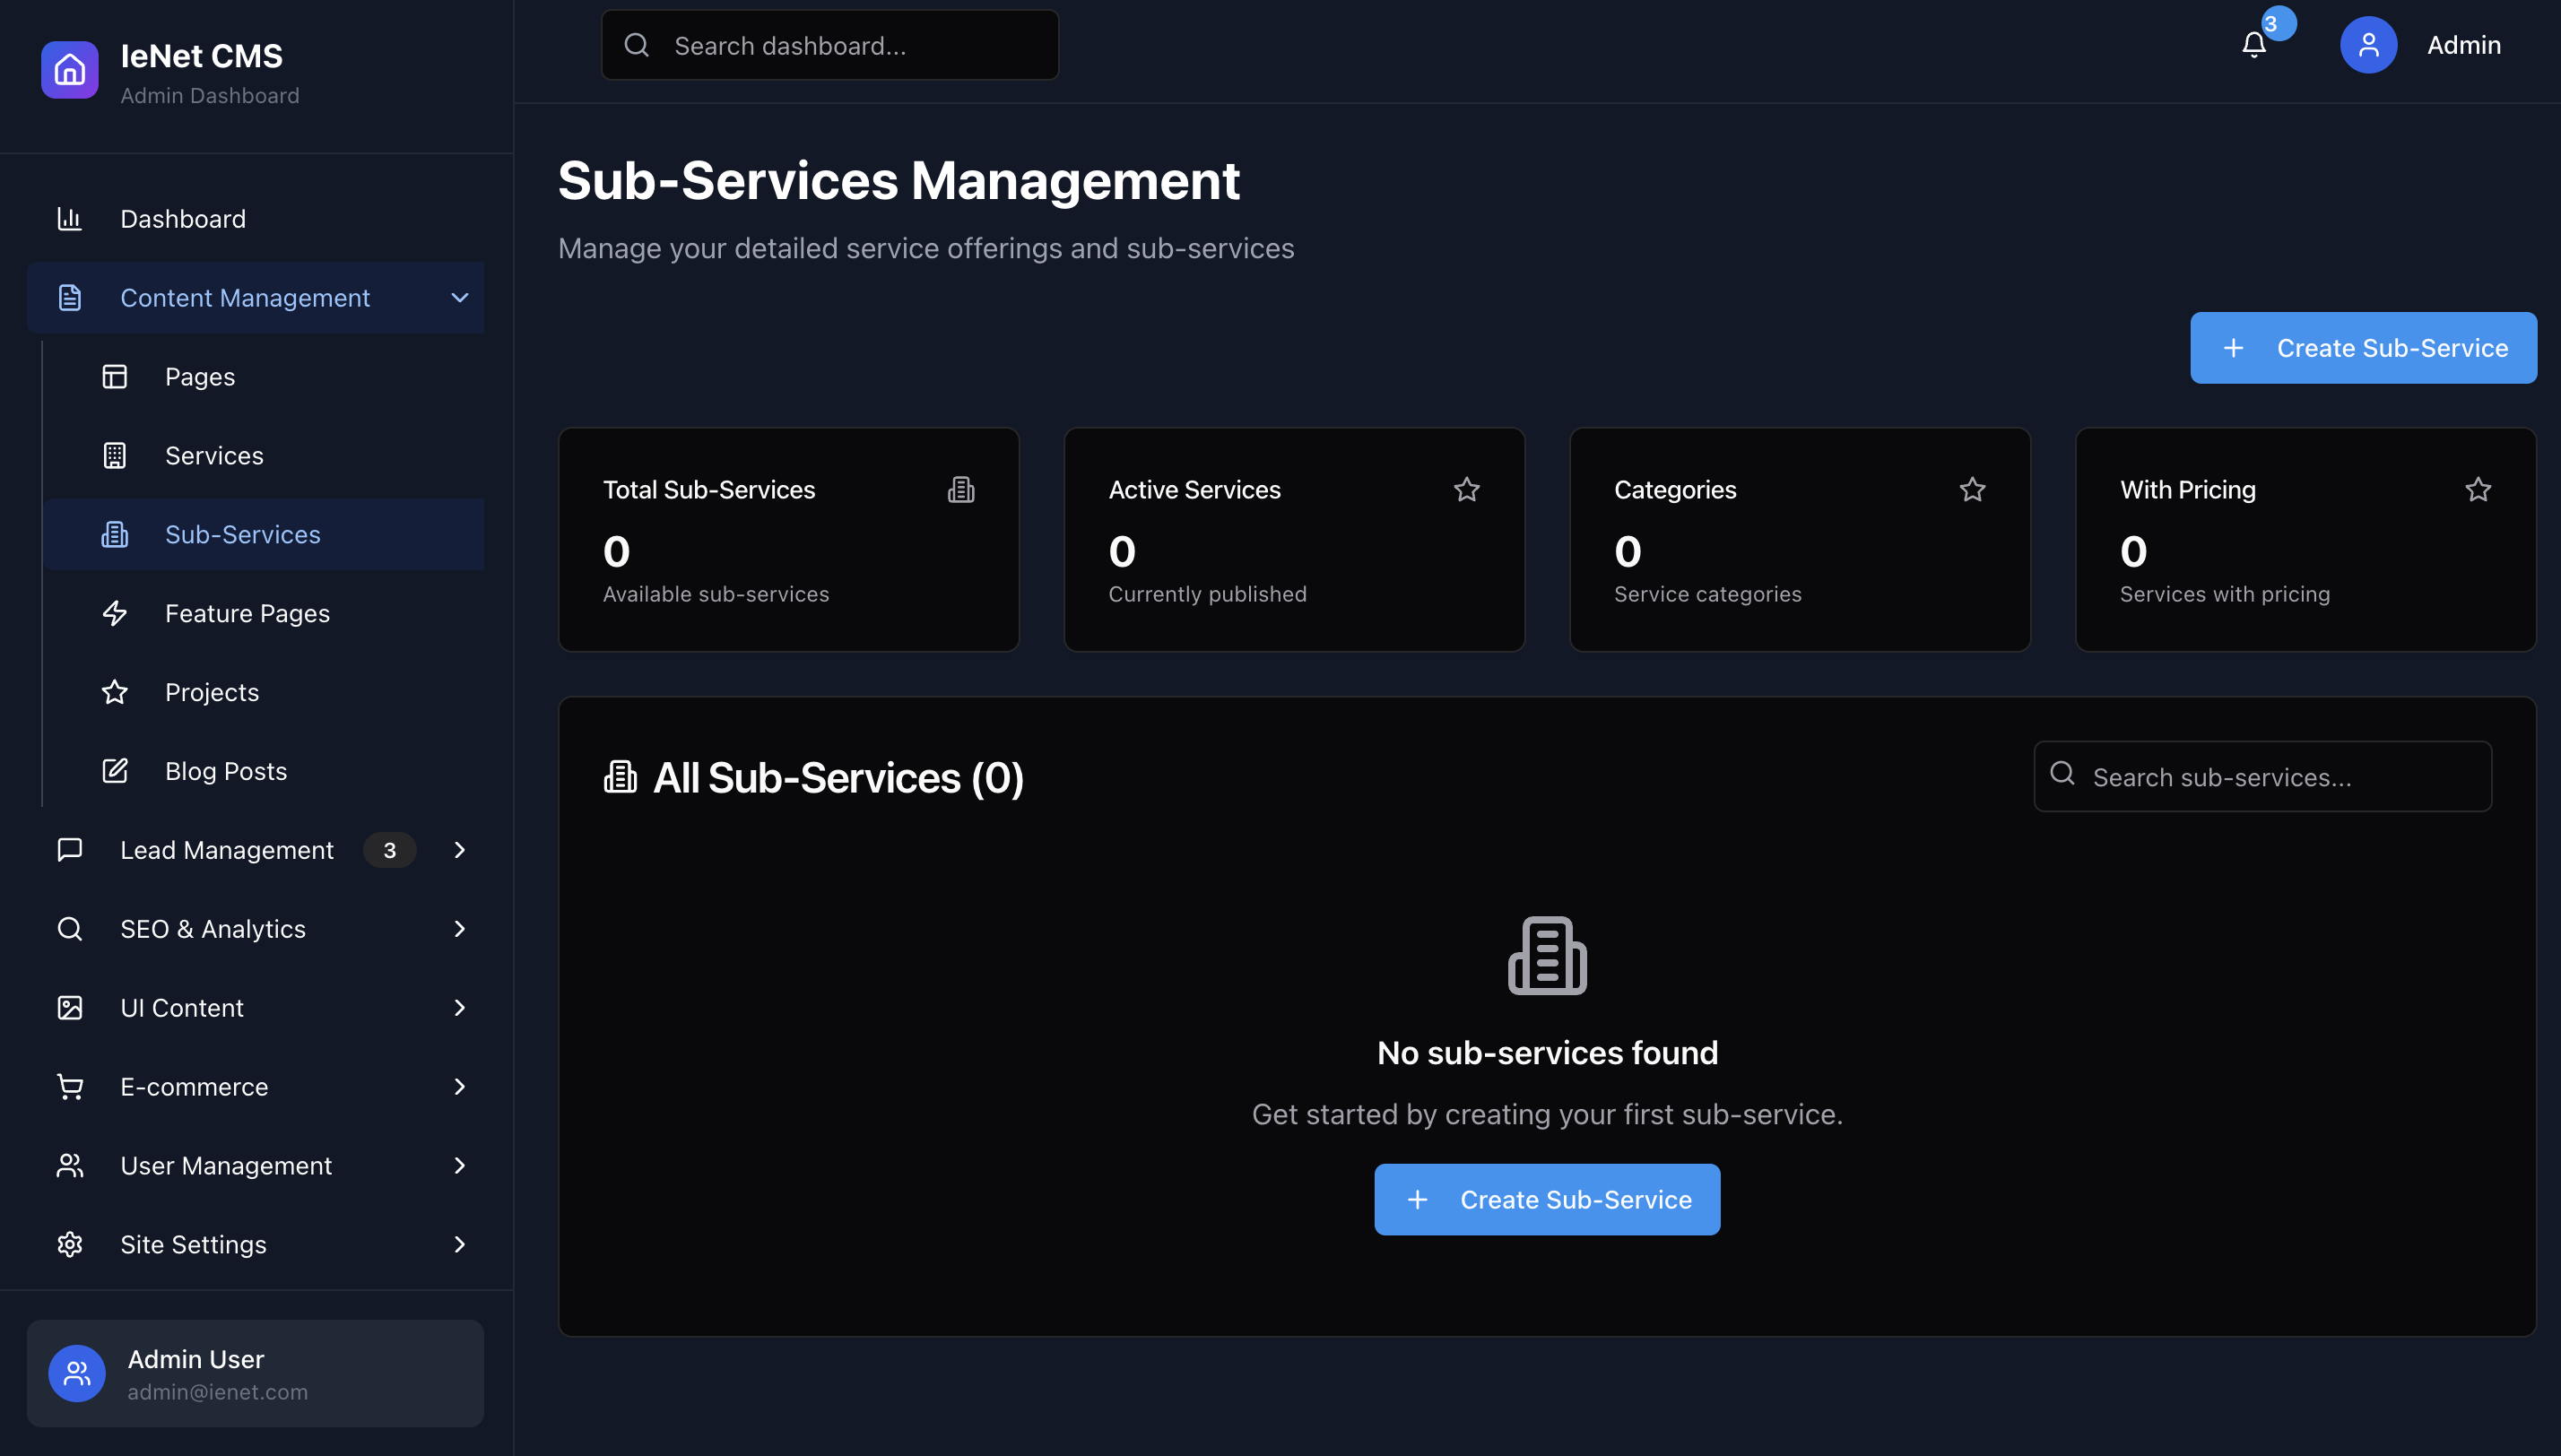 IeNet CMS
Admin Dashboard
Dashboard
Content Management
Pages
Services
Sub-Services
Feature Pages
Projects
Blog Posts
Lead Management 3
SEO & Analytics
UI Content
E-commerce
User Management
Site Settings
Admin User
admin@ienet.com
Search dashboard...
3
Admin
Sub-Services Management
Manage your detailed service offerings and sub-services
Create Sub-Service
Total Sub-Services
0
Available sub-services
Active Services
0
Currently published
Categories
0
Service categories
With Pricing
0
Services with pricing
All Sub-Services (0)
Search sub-services...
No sub-services found
Get started by creating your first sub-service.
Create Sub-Service